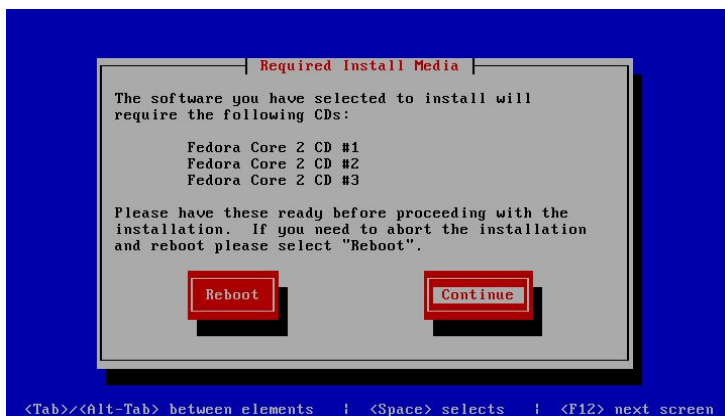 Required Install Media
The software you have selected to install will
require the following CDs:
Fedora Core 2 CD #1
Fedora Core 2 CD #2
Fedora Core 2 CD #3
Please have these ready before proceeding with the
installation.  If you need to abort the installation
and reboot please select "Reboot".
Reboot Continue
<Tab>/<Alt-Tab> between elements   |  <Space> selects   |  <F12> next screen